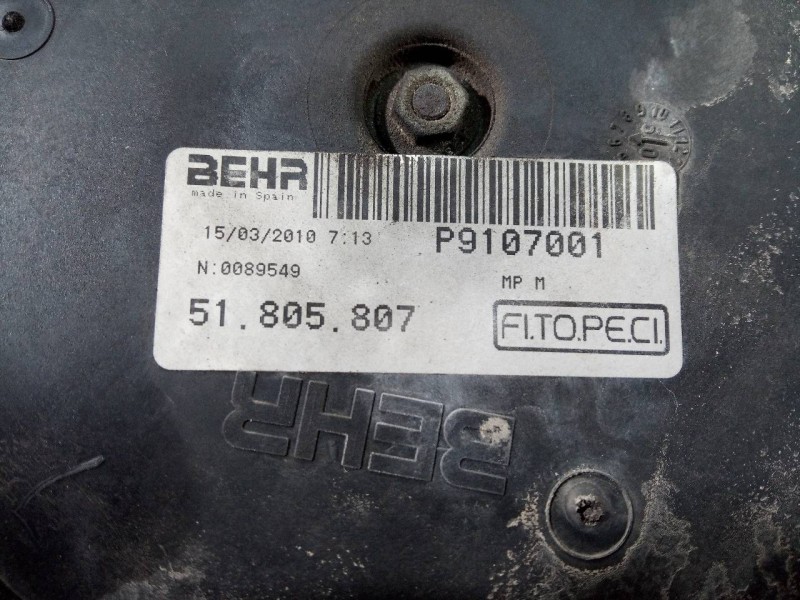 BEHR
made in Spain
15/03/2010 7:13
P9107001
N:0089549
MP M
51.805.807
FI.TO.PE.CI.
BEHR